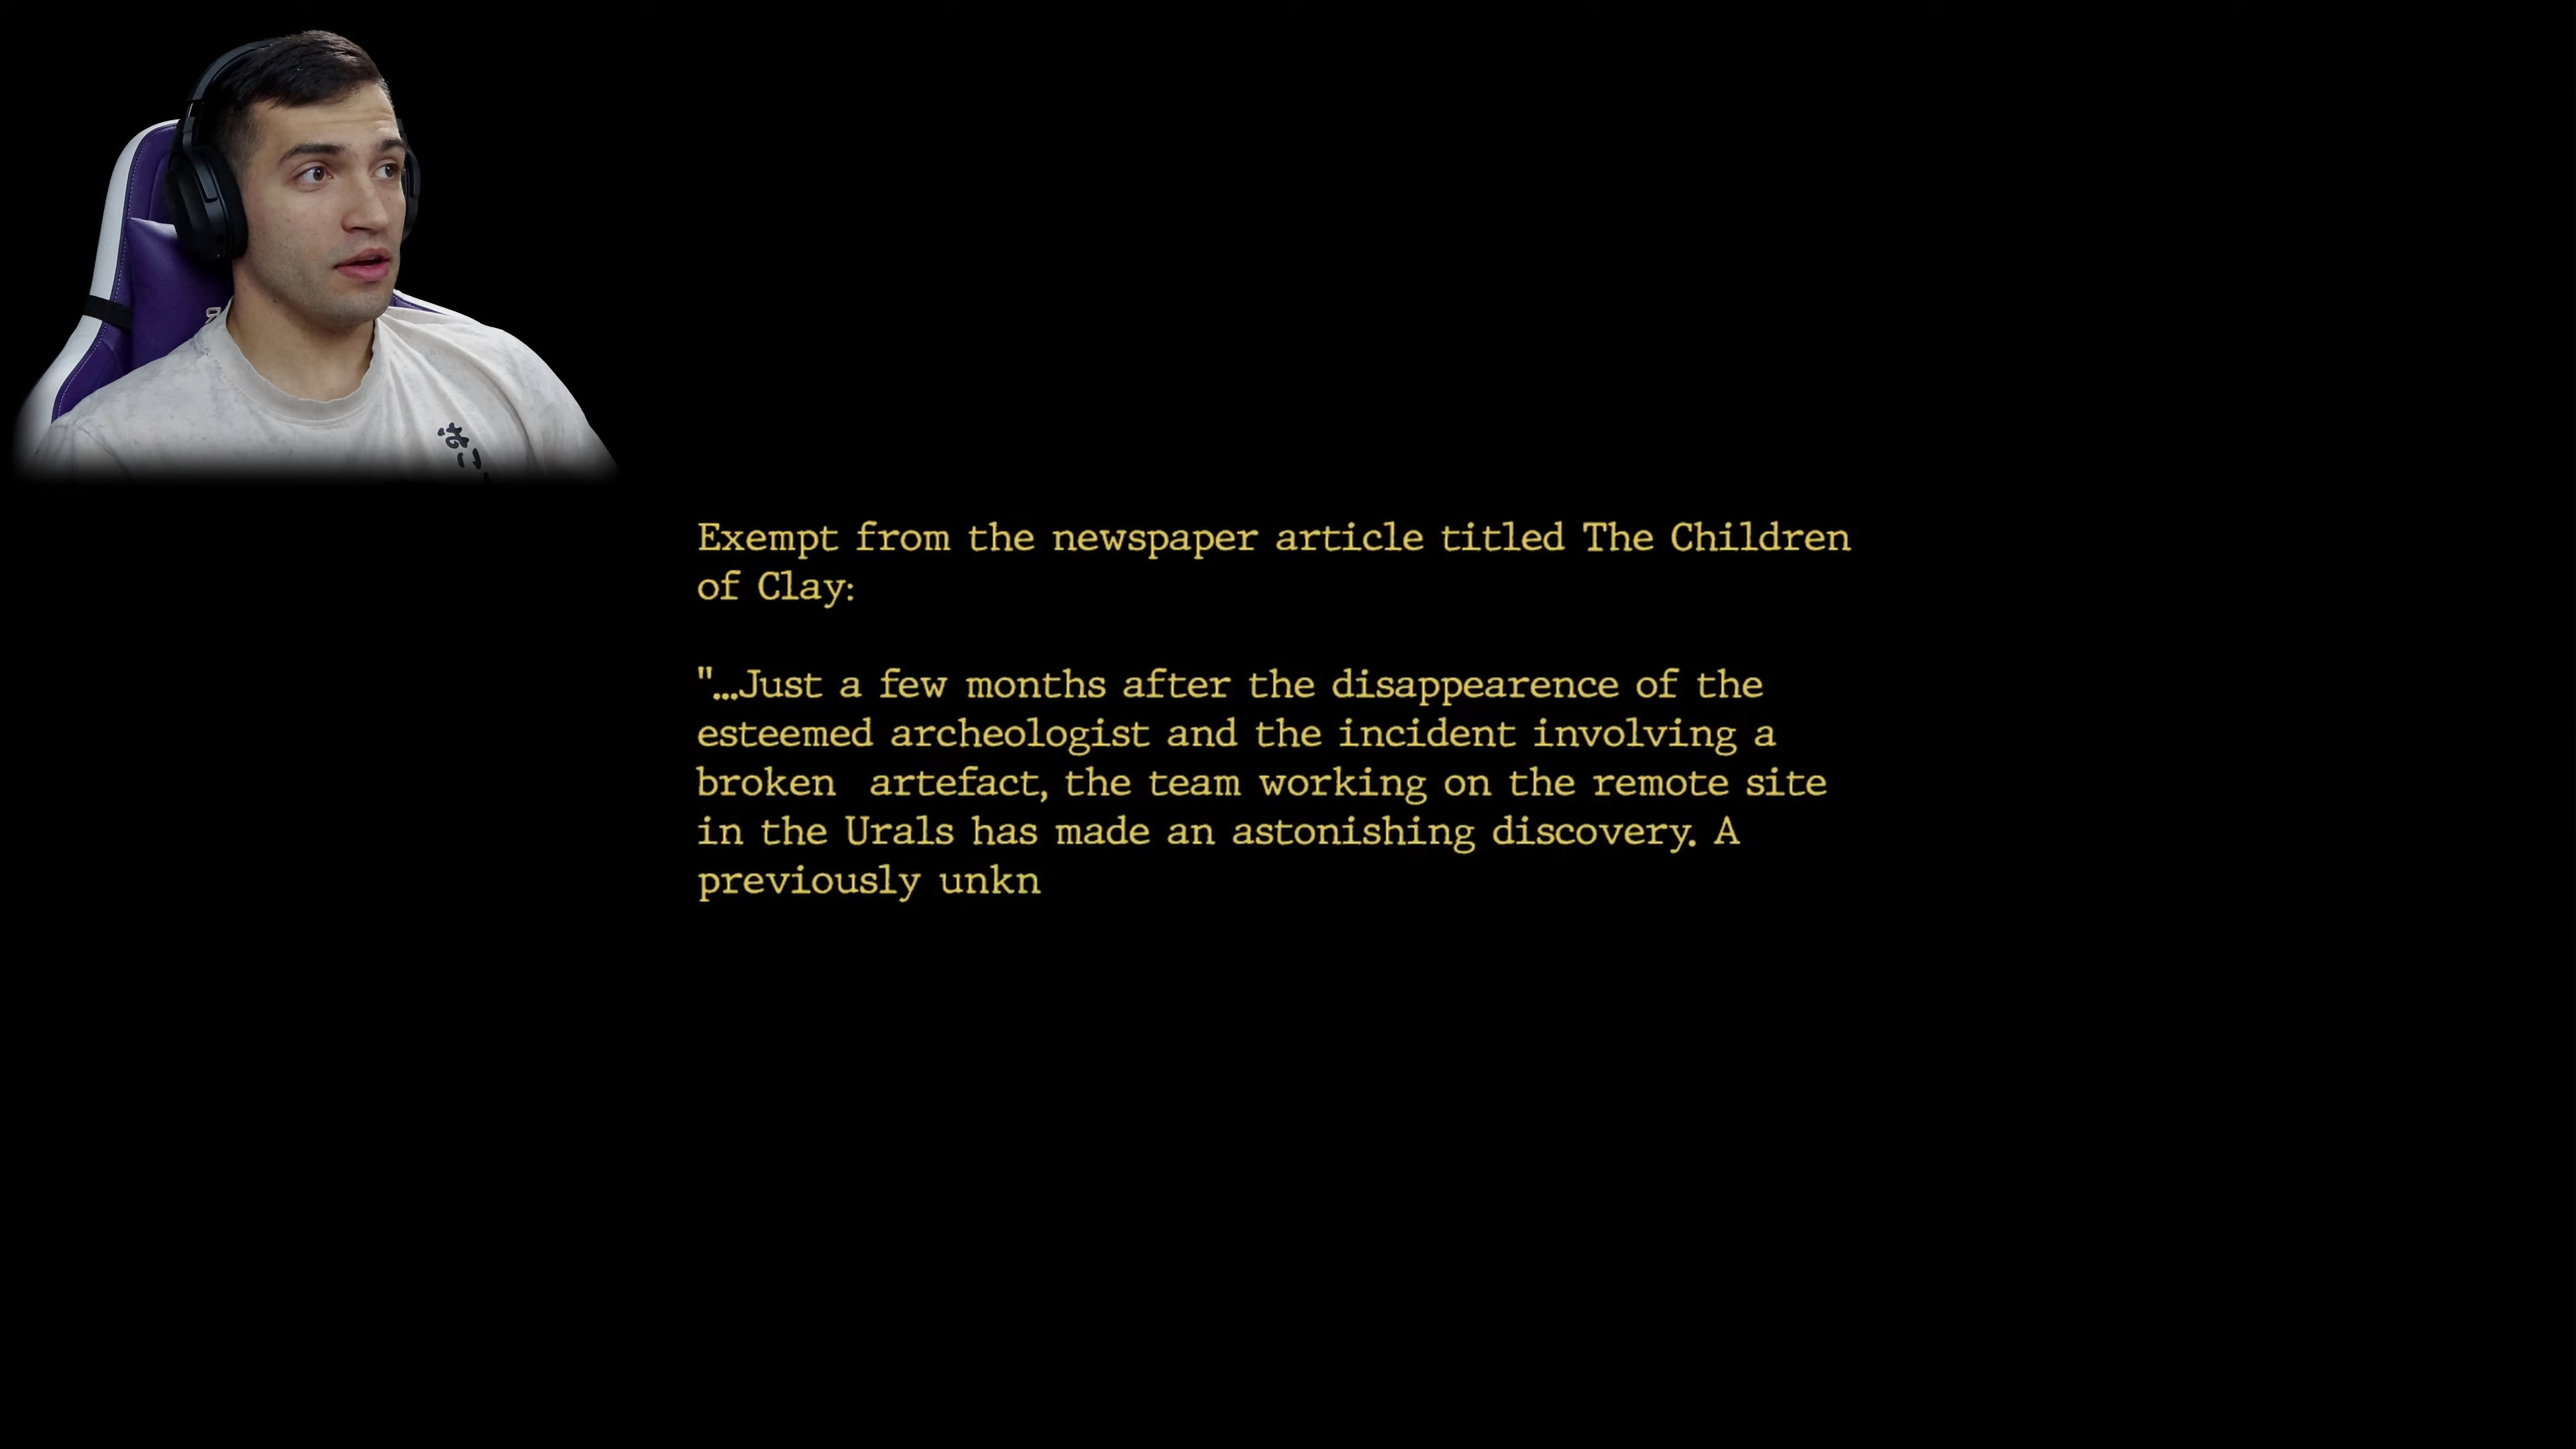 Exempt from the newspaper article titled The Children
of Clay:
"...Just a few months after the disappearence of the
esteemed archeologist and the incident involving a
broken  artefact, the team working on the remote site
in the Urals has made an astonishing discovery. A
previously unkn